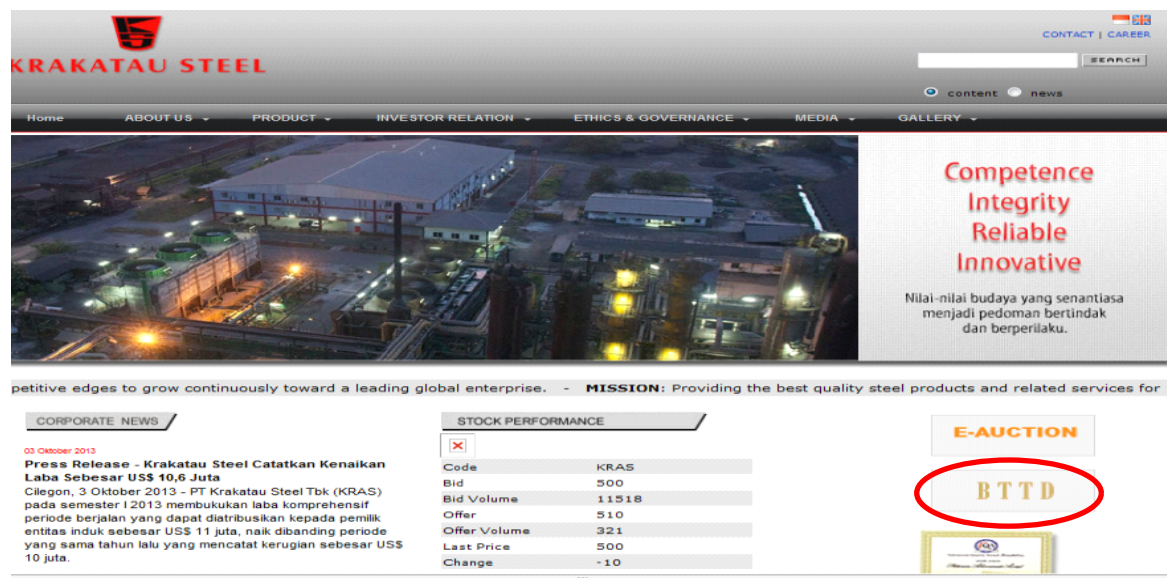 KRAKATAU STEEL
CONTACT | CAREER
SEARCH
content news
Home ABOUT US PRODUCT INVESTOR RELATION ETHICS & GOVERNANCE MEDIA GALLERY
Competence
Integrity
Reliable
Innovative
Nilai-nilai budaya yang senantiasa
menjadi pedoman bertindak
dan berperilaku.
petitive edges to grow continuously toward a leading global enterprise. - MISSION: Providing the best quality steel products and related services for
CORPORATE NEWS
03 Oktober 2013
Press Release - Krakatau Steel Catatkan Kenaikan
Laba Sebesar US$ 10,6 Juta
Cilegon, 3 Oktober 2013 - PT Krakatau Steel Tbk (KRAS)
pada semester I 2013 membukukan laba komprehensif
periode berjalan yang dapat diatribusikan kepada pemilik
entitas induk sebesar US$ 11 juta, naik dibanding periode
yang sama tahun lalu yang mencatat kerugian sebesar US$
10 juta.
STOCK PERFORMANCE
Code KRAS
Bid 500
Bid Volume 11518
Offer 510
Offer Volume 321
Last Price 500
Change -10
E-AUCTION
BTTD